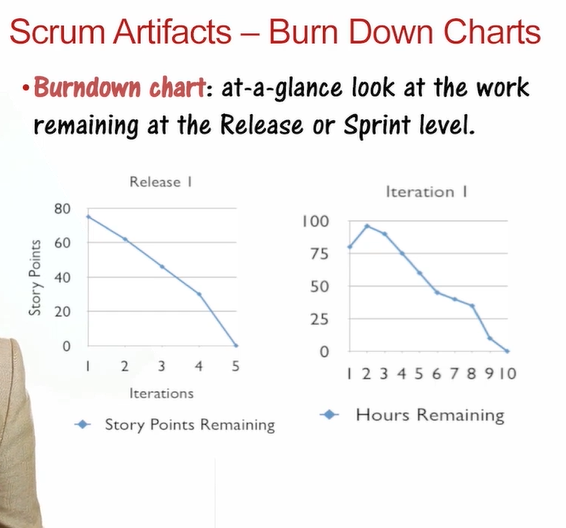 Scrum Artifacts – Burn Down Charts
•Burndown chart: at-a-glance look at the work
remaining at the Release or Sprint level.
Release 1
80
60
40
20
0
Story Points
1 2 3 4 5
Iterations
Story Points Remaining
Iteration 1
100
75
50
25
0
1 2 3 4 5 6 7 8 9 10
Hours Remaining